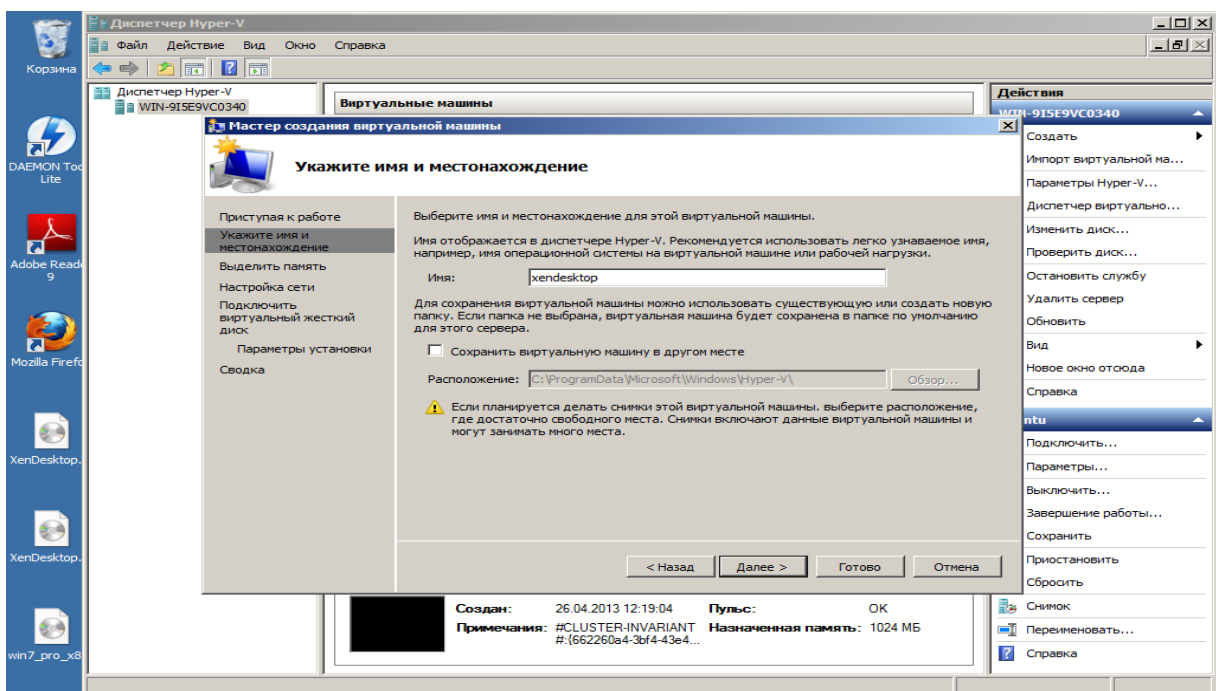 Диспетчер Hyper-V
Файл Действие Вид Окно Справка
Корзина
DAEMON Too
Lite
Adobe Reade
9
Mozilla Firefo
XenDesktop.
XenDesktop.
win7_pro_x8
Диспетчер Hyper-V
WIN-9I5E9VC0340
Виртуальные машины
Мастер создания виртуальной машины
Укажите имя и местонахождение
Приступая к работе
Укажите имя и
местонахождение
Выделить память
Настройка сети
Подключить
виртуальный жесткий
диск
Параметры установки
Сводка
Выберите имя и местонахождение для этой виртуальной машины.
Имя отображается в диспетчере Hyper-V. Рекомендуется использовать легко узнаваемое имя,
например, имя операционной системы на виртуальной машине или рабочей нагрузки.
Имя: xendesktop
Для сохранения виртуальной машины можно использовать существующую или создать новую
папку. Если папка не выбрана, виртуальная машина будет сохранена в папке по умолчанию
для этого сервера.
Сохранить виртуальную машину в другом месте
Расположение: C:\ProgramData\Microsoft\Windows\Hyper-V\ Обзор...
Если планируется делать снимки этой виртуальной машины. выберите расположение,
где достаточно свободного места. Снимки включают данные виртуальной машины и
могут занимать много места.
< Назад Далее > Готово Отмена
Создан: 26.04.2013 12:19:04 Пульс: OK
Примечания: #CLUSTER-INVARIANT Назначенная память: 1024 МБ
#:{662260a4-3bf4-43e4...
Действия
WIN-9I5E9VC0340
Создать
Импорт виртуальной ма...
Параметры Hyper-V...
Диспетчер виртуально...
Изменить диск...
Проверить диск...
Остановить службу
Удалить сервер
Обновить
Вид
Новое окно отсюда
Справка
ntu
Подключить...
Параметры...
Выключить...
Завершение работы...
Сохранить
Приостановить
Сбросить
Снимок
Переименовать...
Справка